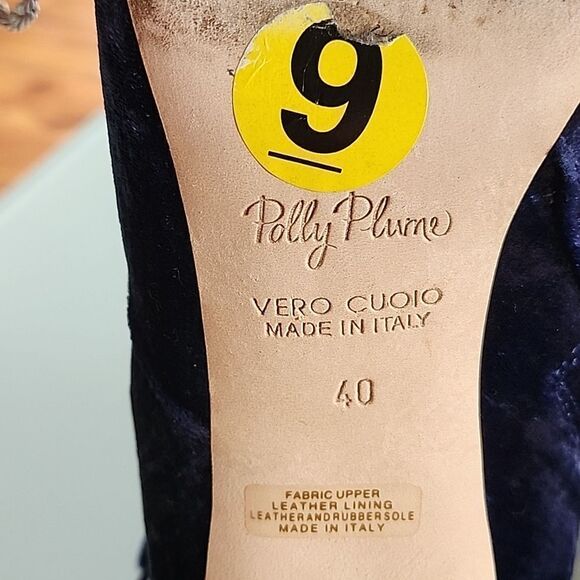 9
Polly Plume
VERO CUOIO
MADE IN ITALY
40
FABRIC UPPER
LEATHER LINING
LEATHERANDRUBBERSOLE
MADE IN ITALY